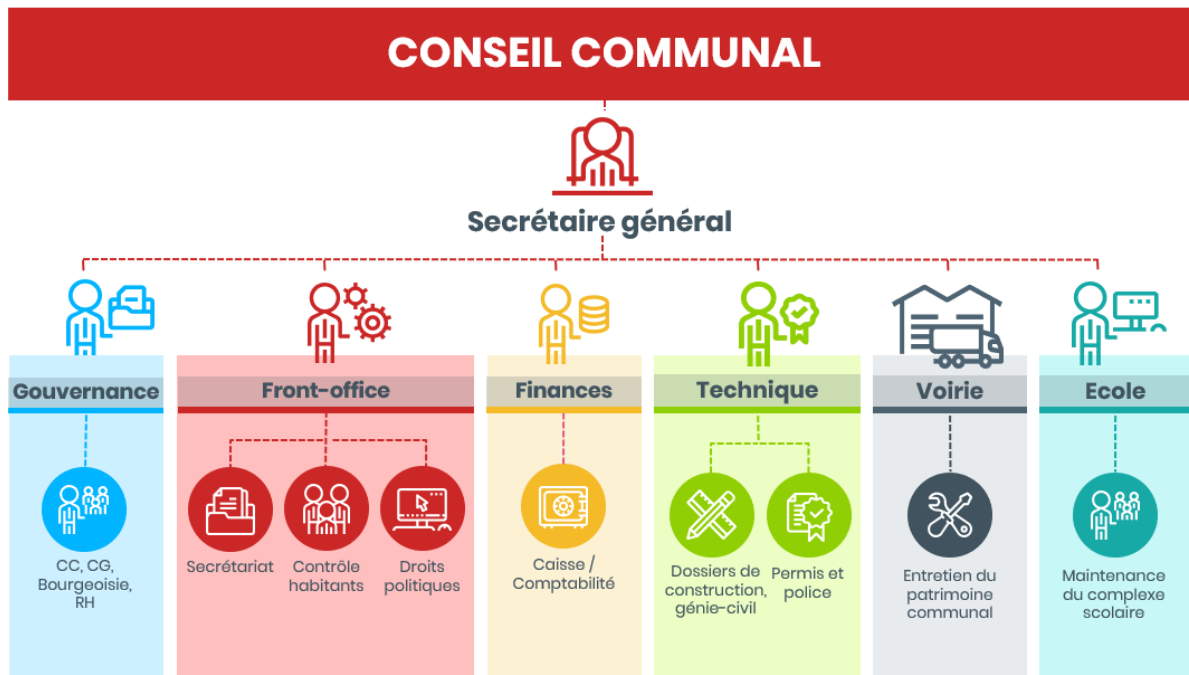 CONSEIL COMMUNAL
Secrétaire général
Gouvernance
CC, CG,
Bourgeoisie,
RH
Front-office
Secrétariat
Contrôle
habitants
Droits
politiques
Finances
Caisse /
Comptabilité
Technique
Dossiers de
construction,
génie-civil
Permis et
police
Voirie
Entretien du
patrimoine
communal
Ecole
Maintenance
du complexe
scolaire